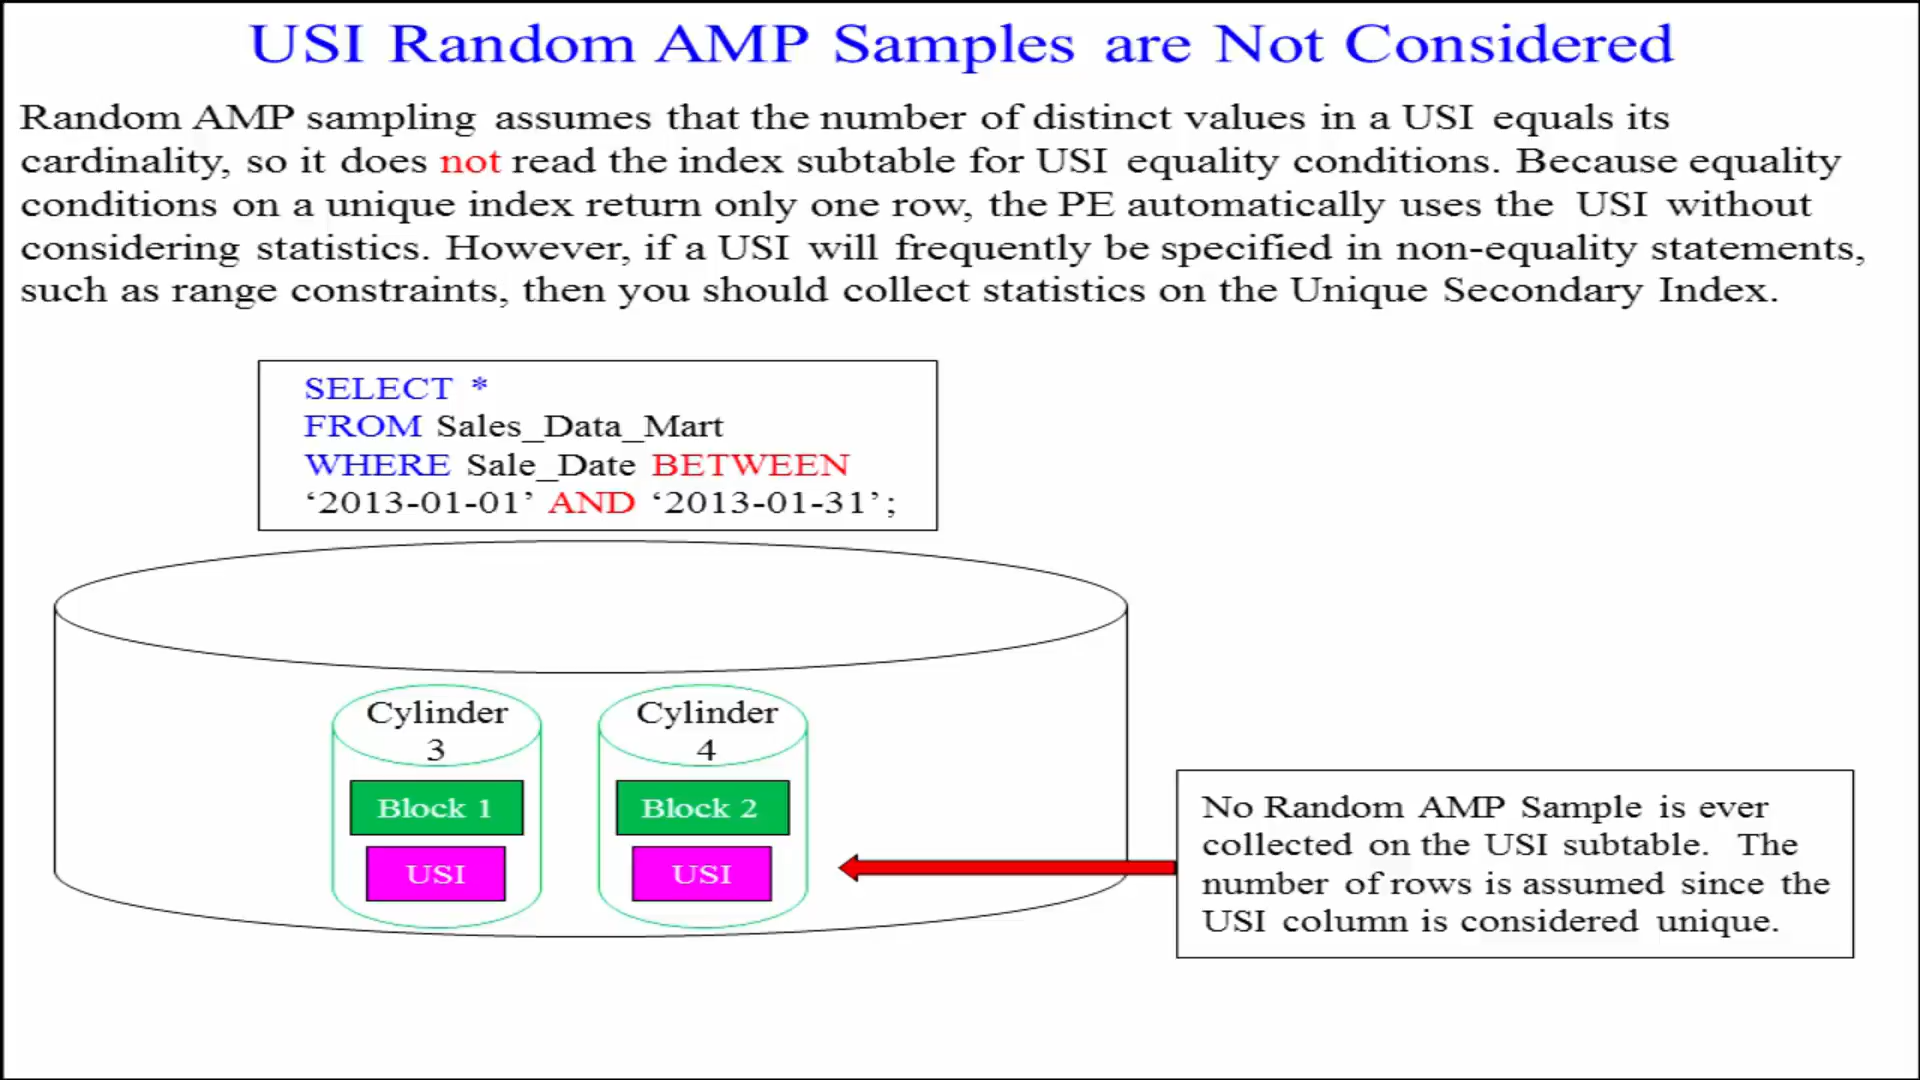 USI Random AMP Samples are Not Considered
Random AMP sampling assumes that the number of distinct values in a USI equals its
cardinality, so it does not read the index subtable for USI equality conditions. Because equality
conditions on a unique index return only one row, the PE automatically uses the USI without
considering statistics. However, if a USI will frequently be specified in non-equality statements,
such as range constraints, then you should collect statistics on the Unique Secondary Index.
SELECT *
FROM Sales_Data_Mart
WHERE Sale_Date BETWEEN
‘2013-01-01’ AND ‘2013-01-31’;
Cylinder
3
Block 1
USI
Cylinder
4
Block 2
USI
No Random AMP Sample is ever
collected on the USI subtable. The
number of rows is assumed since the
USI column is considered unique.